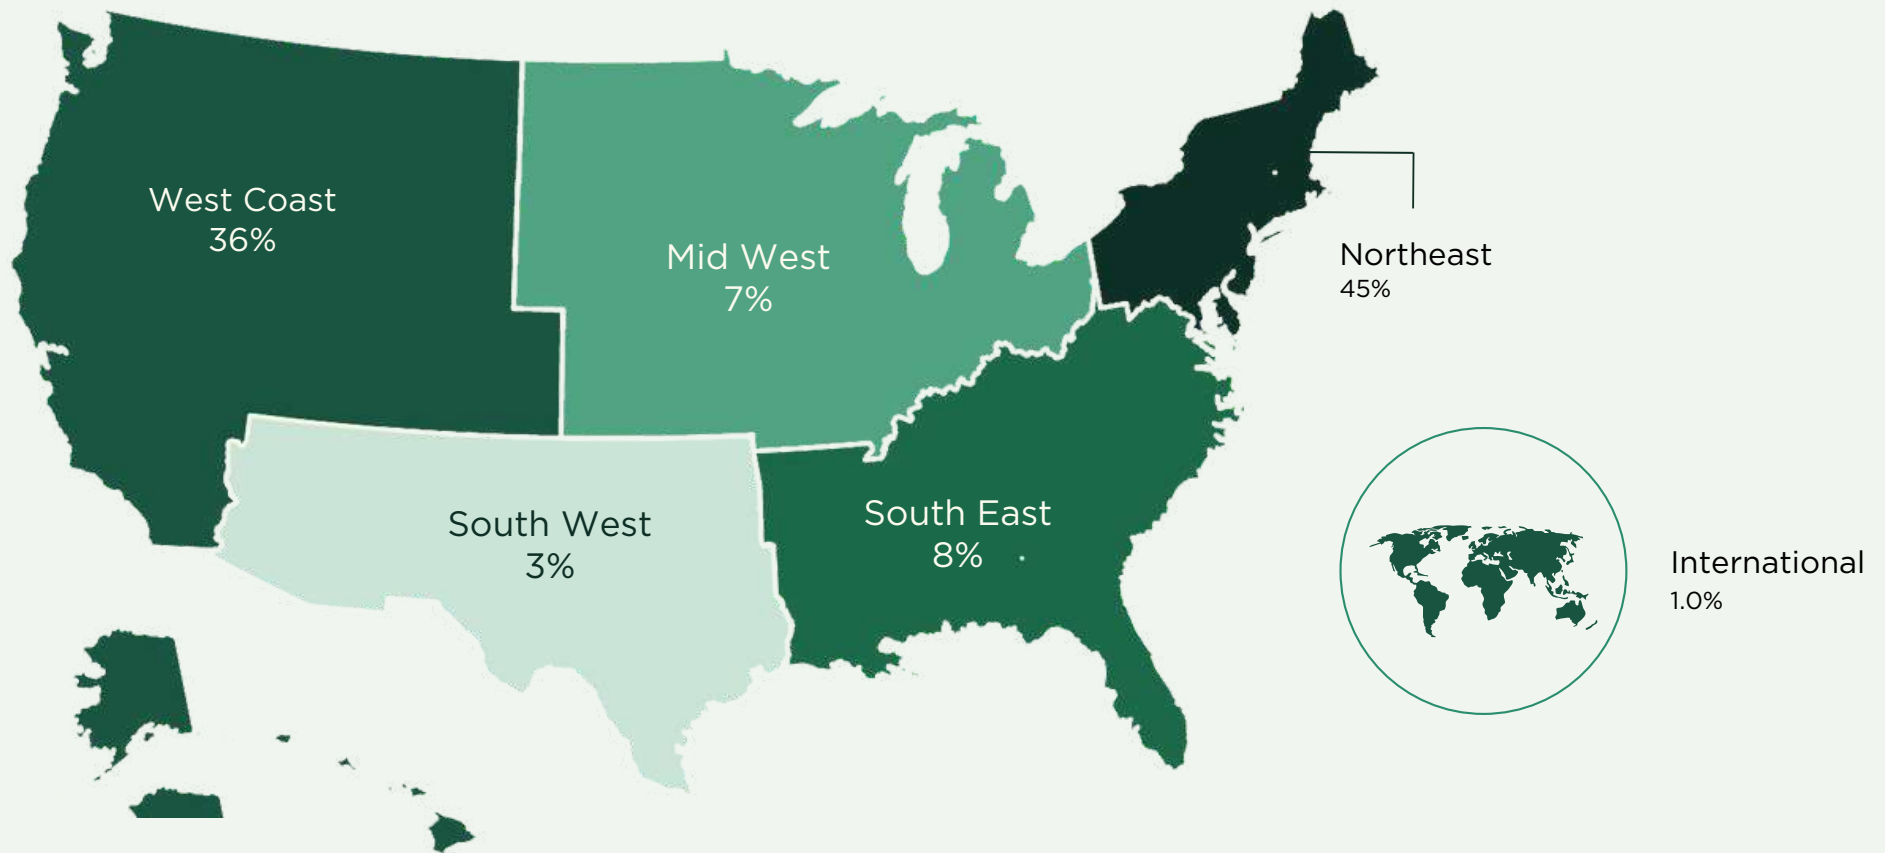 West Coast
36%
Mid West
7%
Northeast
45%
South West
3%
South East
8%
International
1.0%